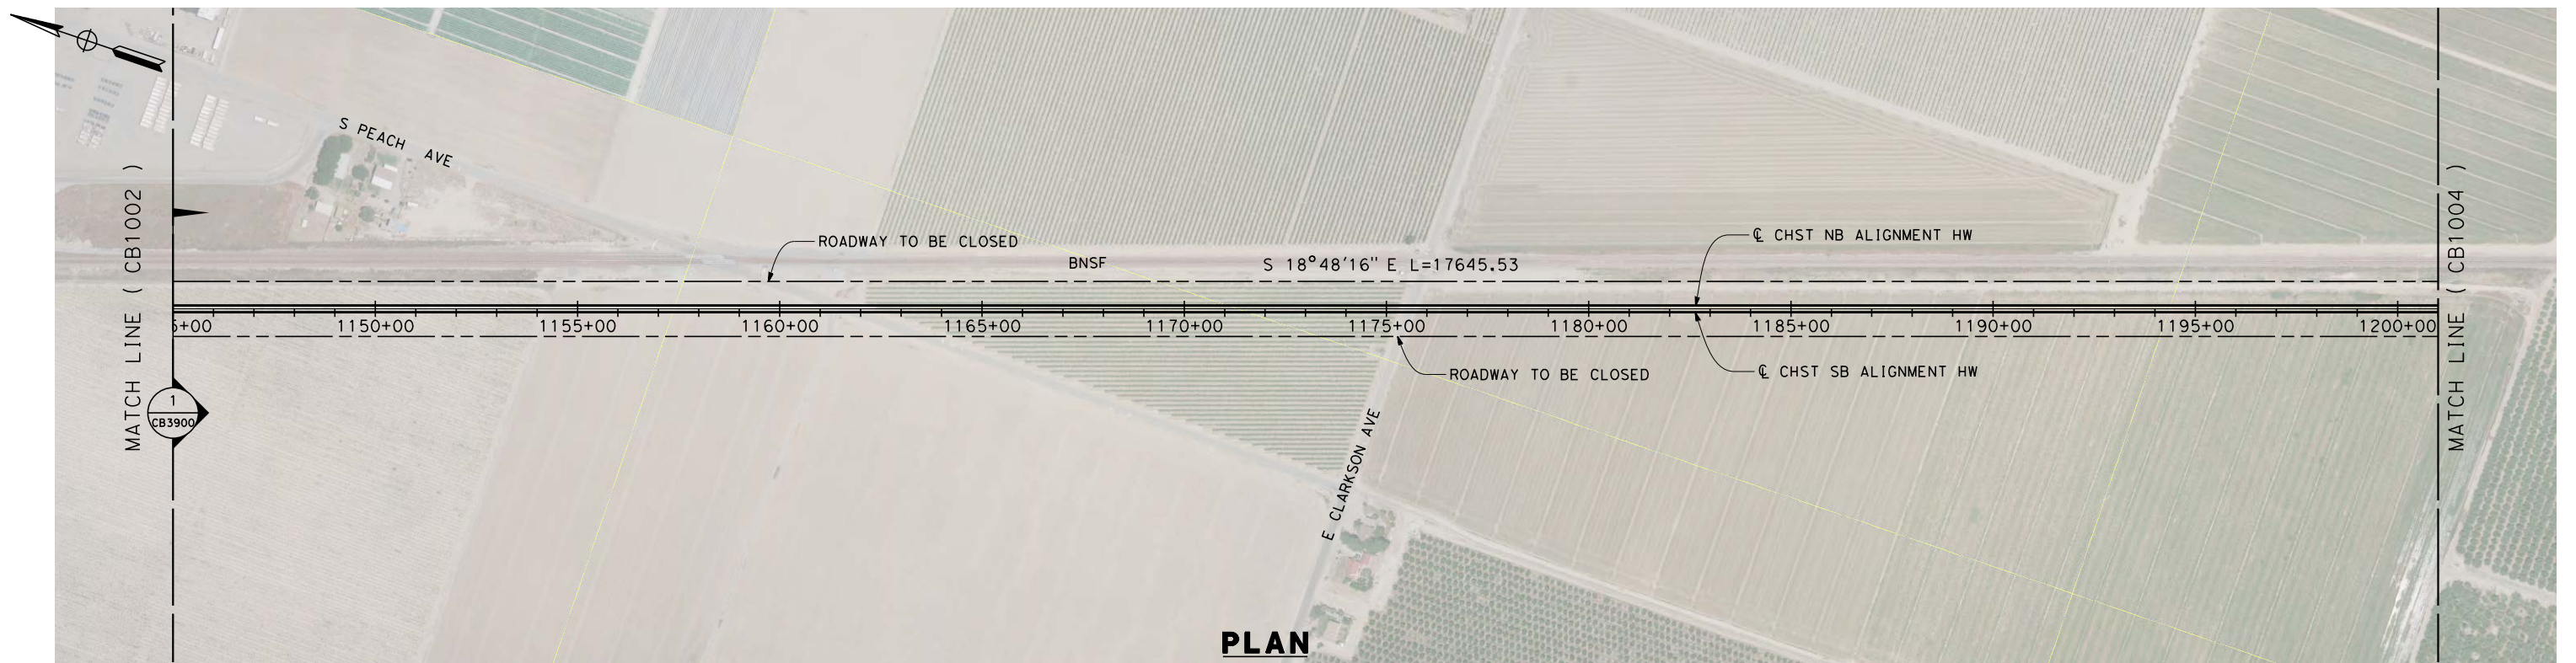 S PEACH AVE
MATCH LINE ( CB1002 )
ROADWAY TO BE CLOSED
BNSF
S 18°48'16" E L=17645.53
℄ CHST NB ALIGNMENT HW
MATCH LINE ( CB1004 )
5+00 1150+00 1155+00 1160+00 1165+00 1170+00 1175+00 1180+00 1185+00 1190+00 1195+00 1200+00
ROADWAY TO BE CLOSED
℄ CHST SB ALIGNMENT HW
1
CB3900
E CLARKSON AVE
PLAN